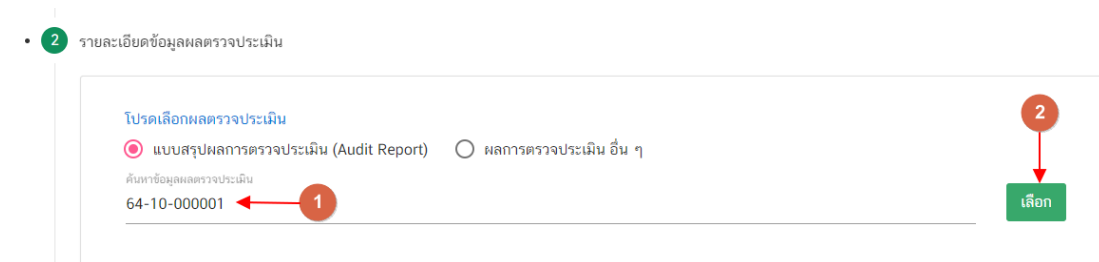 2 รายละเอียดข้อมูลผลตรวจประเมิน
โปรดเลือกผลตรวจประเมิน
2
แบบสรุปผลการตรวจประเมิน (Audit Report) ผลการตรวจประเมิน อื่น ๆ
ค้นหาข้อมูลผลตรวจประเมิน
64-10-000001 1
เลือก